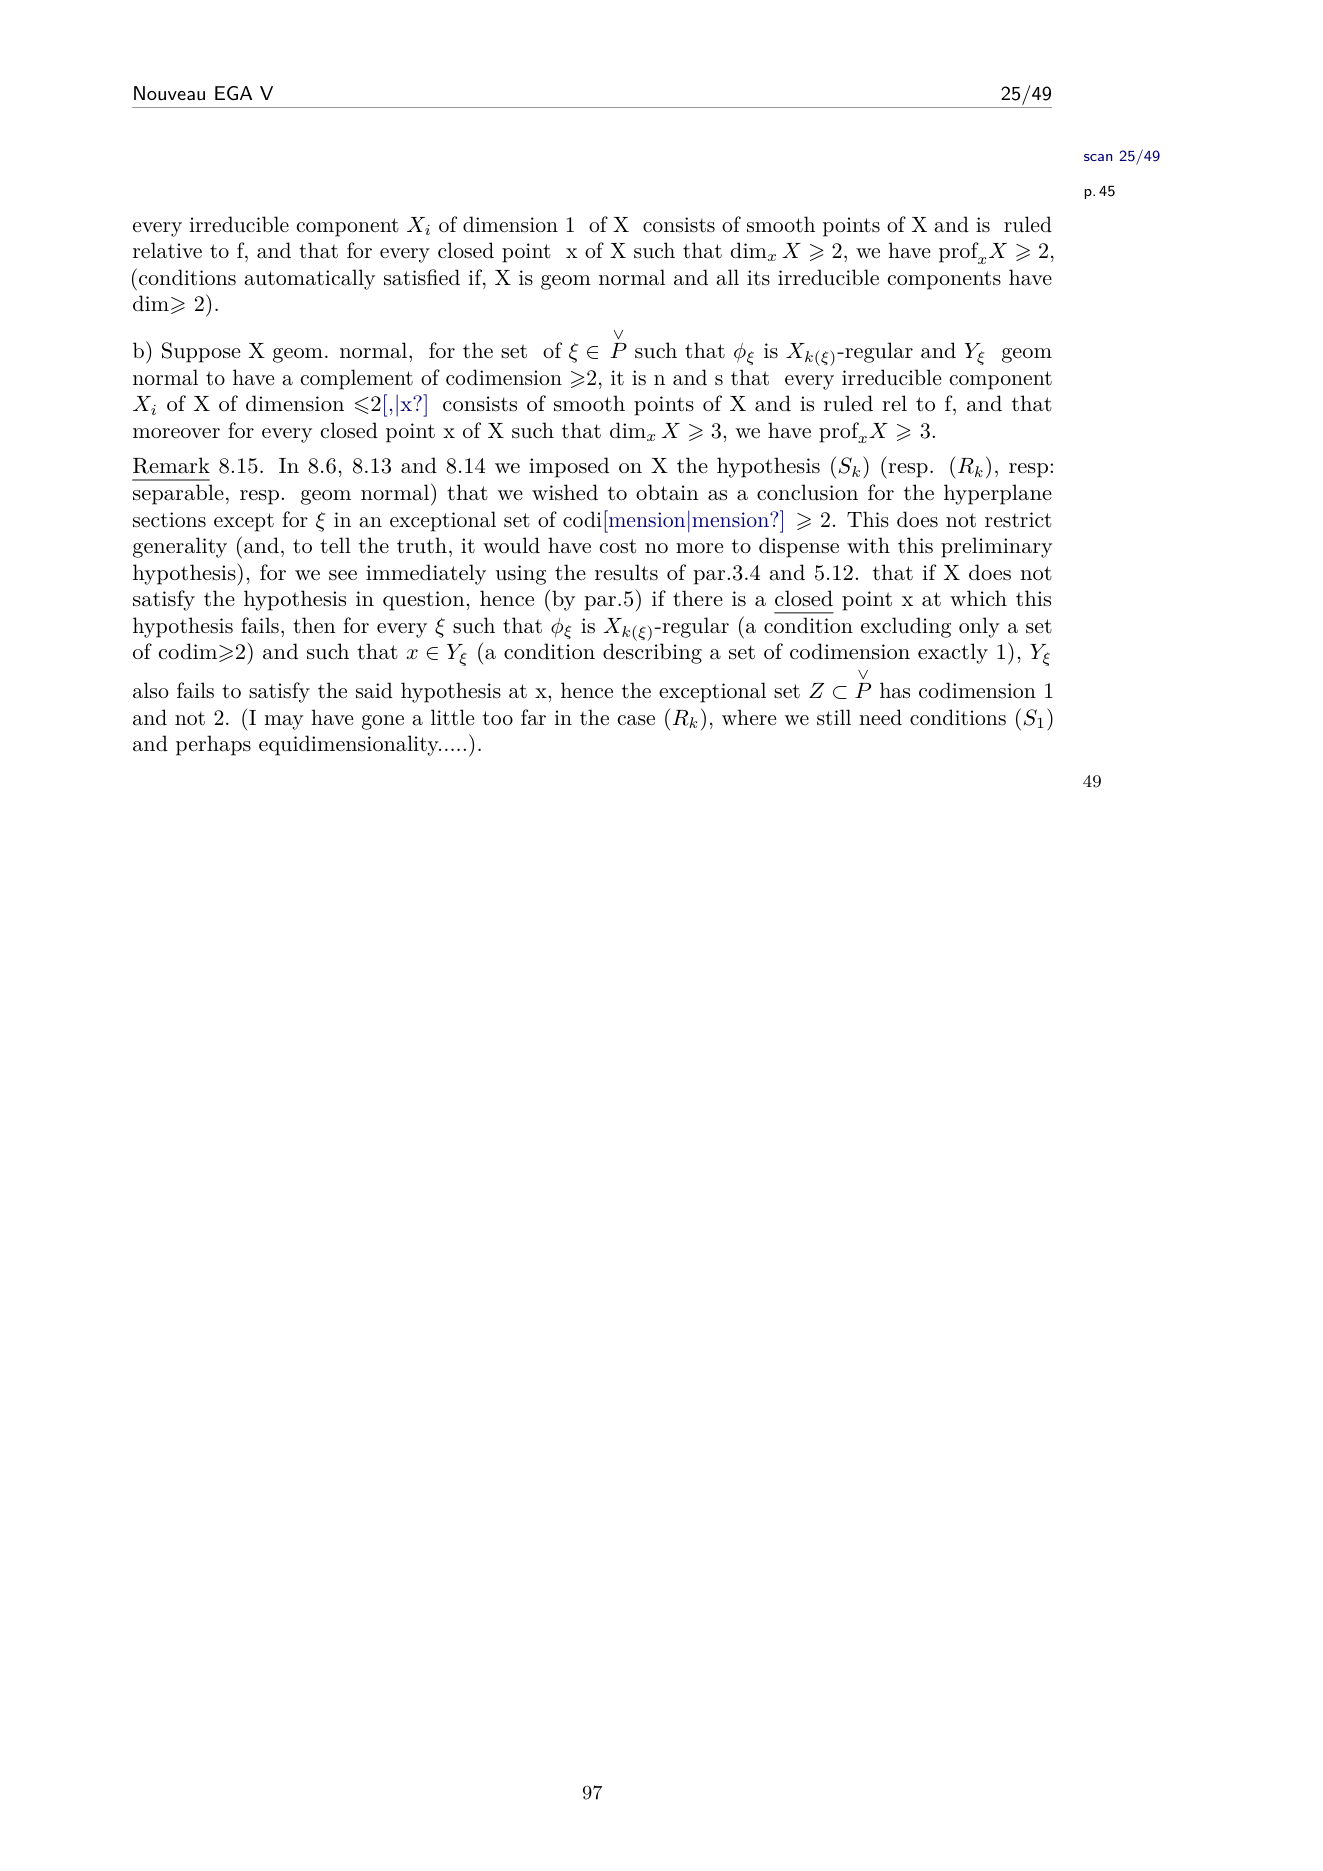 Nouveau EGA V 25/49
scan 25/49
p. 45
every irreducible component $X_i$ of dimension 1 of X consists of smooth points of X and is ruled
relative to f, and that for every closed point x of X such that $\dim_x X \geqslant 2$, we have $\text{prof}_x X \geqslant 2$,
(conditions automatically satisfied if, X is geom normal and all its irreducible components have
dim$\geqslant$ 2).
b) Suppose X geom. normal, for the set of $\xi \in \overset{\vee}{P}$ such that $\phi_\xi$ is $X_{k(\xi)}$-regular and $Y_\xi$ geom
normal to have a complement of codimension $\geqslant$2, it is n and s that every irreducible component
$X_i$ of X of dimension $\leqslant$2[,|x?] consists of smooth points of X and is ruled rel to f, and that
moreover for every closed point x of X such that $\dim_x X \geqslant 3$, we have $\text{prof}_x X \geqslant 3$.
Remark 8.15. In 8.6, 8.13 and 8.14 we imposed on X the hypothesis $(S_k)$ (resp. $(R_k)$, resp:
separable, resp. geom normal) that we wished to obtain as a conclusion for the hyperplane
sections except for $\xi$ in an exceptional set of codi[mension|mension?] $\geqslant$ 2. This does not restrict
generality (and, to tell the truth, it would have cost no more to dispense with this preliminary
hypothesis), for we see immediately using the results of par.3.4 and 5.12. that if X does not
satisfy the hypothesis in question, hence (by par.5) if there is a closed point x at which this
hypothesis fails, then for every $\xi$ such that $\phi_\xi$ is $X_{k(\xi)}$-regular (a condition excluding only a set
of codim$\geqslant$2) and such that $x \in Y_\xi$ (a condition describing a set of codimension exactly 1), $Y_\xi$
also fails to satisfy the said hypothesis at x, hence the exceptional set $Z \subset \overset{\vee}{P}$ has codimension 1
and not 2. (I may have gone a little too far in the case $(R_k)$, where we still need conditions $(S_1)$
and perhaps equidimensionality.....).
49
97